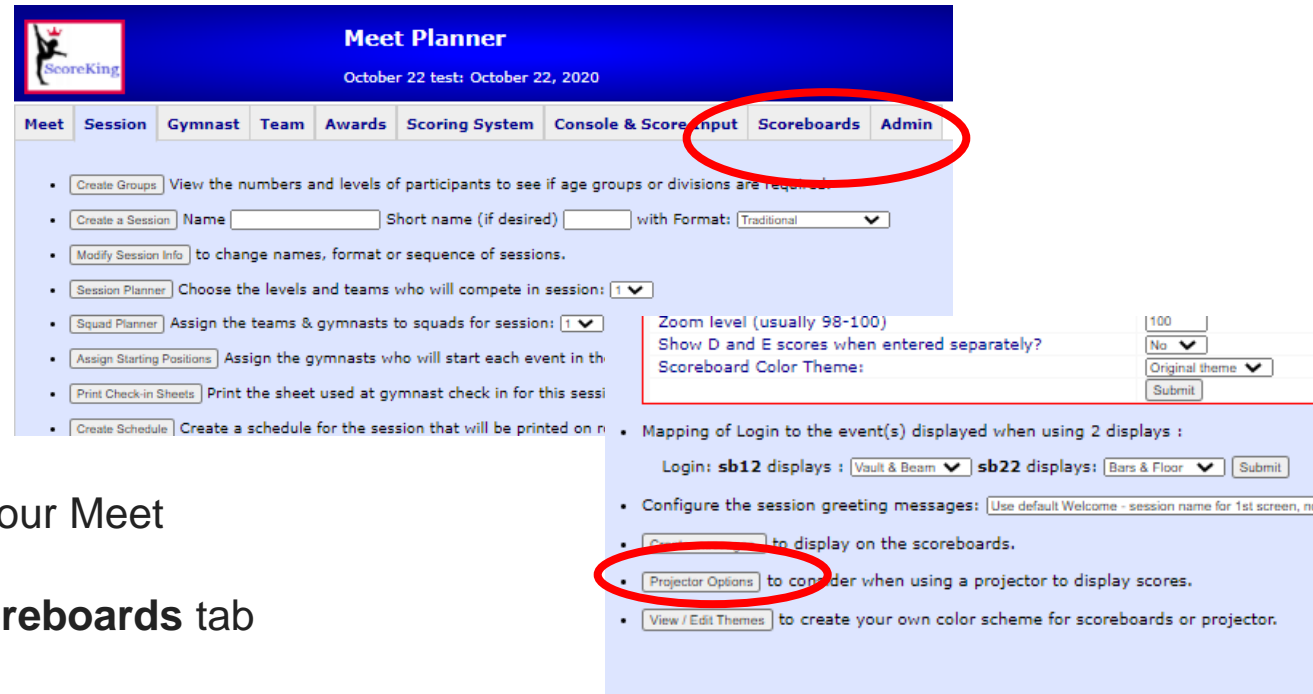 ScoreKing
Meet Planner
October 22 test: October 22, 2020
Meet Session Gymnast Team Awards Scoring System Console & Score Input Scoreboards Admin
• Create Groups View the numbers and levels of participants to see if age groups or divisions are required.
• Create a Session Name Short name (if desired) with Format: Traditional
• Modify Session Info to change names, format or sequence of sessions.
• Session Planner Choose the levels and teams who will compete in session: 1
• Squad Planner Assign the teams & gymnasts to squads for session: 1
• Assign Starting Positions Assign the gymnasts who will start each event in th
• Print Check-in Sheets Print the sheet used at gymnast check in for this sessi
• Create Schedule Create a schedule for the session that will be printed on r
Zoom level (usually 98-100) 100
Show D and E scores when entered separately? No
Scoreboard Color Theme: Original theme
Submit
• Mapping of Login to the event(s) displayed when using 2 displays :
Login: sb12 displays : Vault & Beam sb22 displays: Bars & Floor Submit
• Configure the session greeting messages: Use default Welcome - session name for 1st screen, n
• to display on the scoreboards.
• Projector Options to consider when using a projector to display scores.
• View / Edit Themes to create your own color scheme for scoreboards or projector.
our Meet
reboards tab